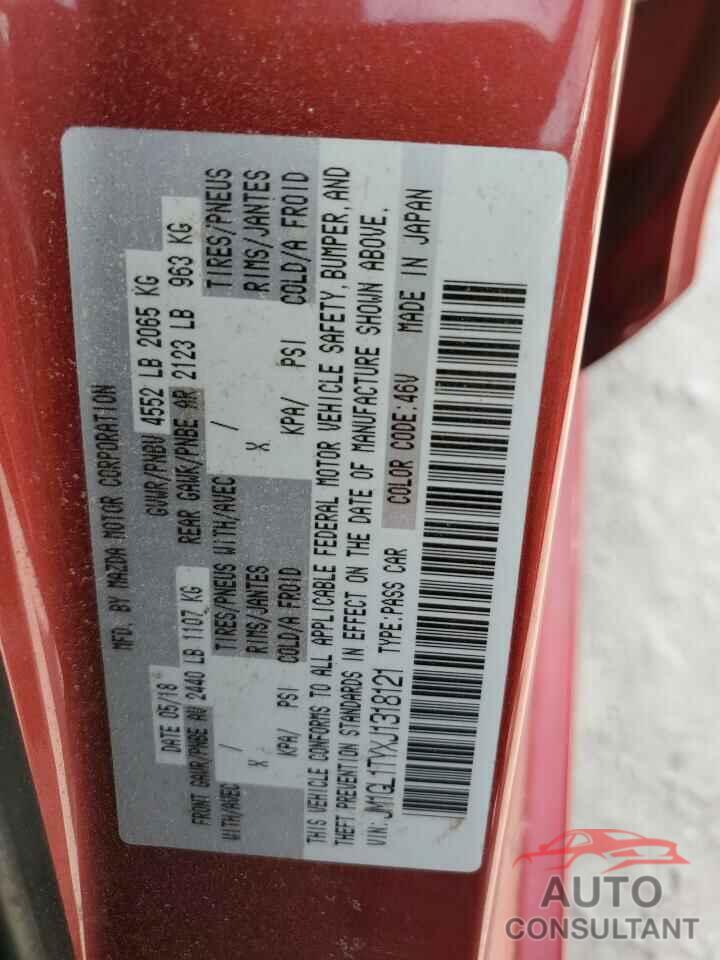 MFD. BY MAZDA MOTOR CORPORATION
DATE 05/18 GVWR/PNBV 4552 LB 2065 KG
FRONT GAWR/PNBE AV 2440 LB 1107 KG REAR GAWR/PNBE AR 2123 LB 963 KG
WITH/AVEC / TIRES/PNEUS WITH/AVEC / TIRES/PNEUS
X RIMS/JANTES X RIMS/JANTES
KPA/ PSI COLD/A FROID KPA/ PSI COLD/A FROID
THIS VEHICLE CONFORMS TO ALL APPLICABLE FEDERAL MOTOR VEHICLE SAFETY, BUMPER, AND
THEFT PREVENTION STANDARDS IN EFFECT ON THE DATE OF MANUFACTURE SHOWN ABOVE.
VIN: JM1GL1TYXJ1318121 TYPE:PASS CAR COLOR CODE:46V MADE IN JAPAN
AUTO
CONSULTANT